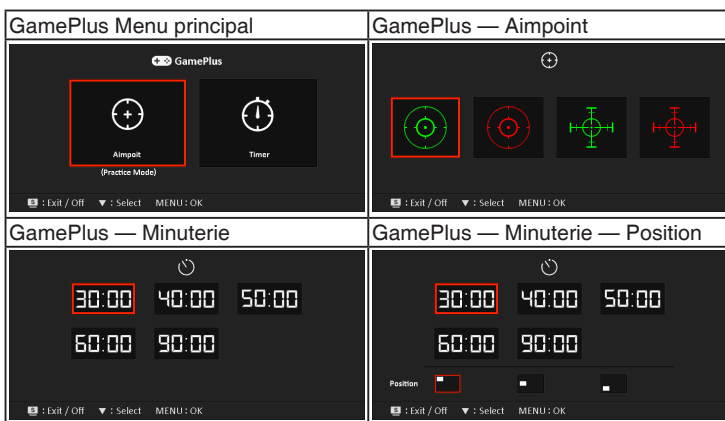 GamePlus Menu principal
GamePlus — Aimpoint
GamePlus
Aimpoit
Timer
(Practice Mode)
S : Exit / Off ▼ : Select MENU : OK
S : Exit / Off ▼ : Select MENU : OK
GamePlus — Minuterie
GamePlus — Minuterie — Position
30:00 40:00 50:00
60:00 90:00
S : Exit / Off ▼ : Select MENU : OK
30:00 40:00 50:00
60:00 90:00
Position
S : Exit / Off ▼ : Select MENU : OK